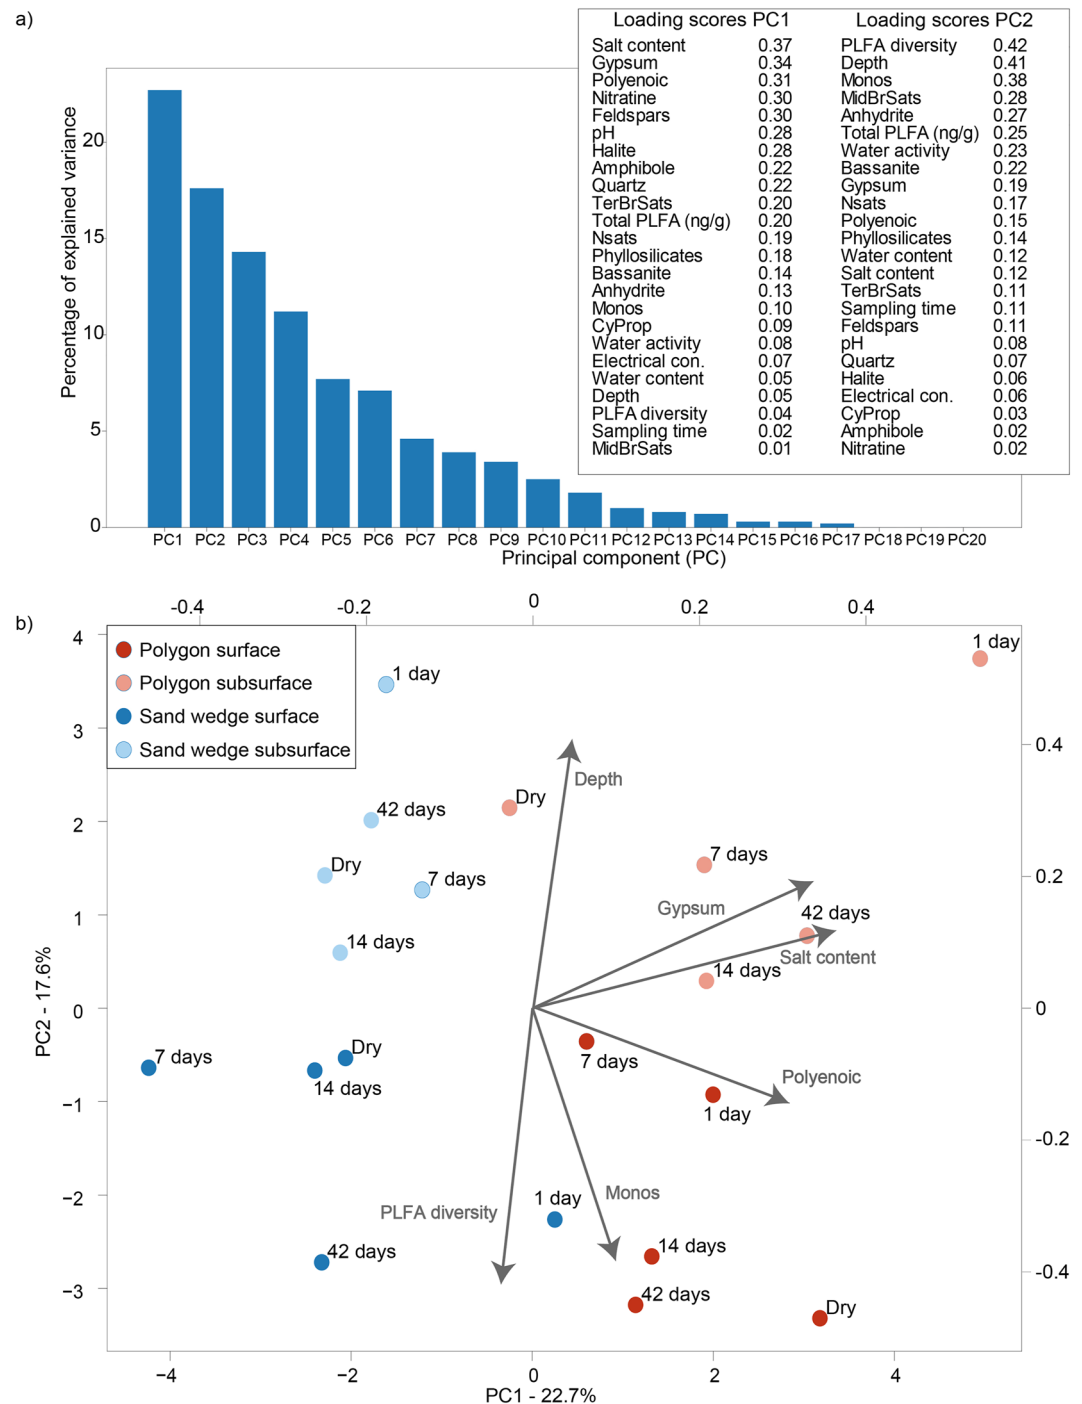 a)
Loading scores PC1 Loading scores PC2
Salt content 0.37 PLFA diversity 0.42
Gypsum 0.34 Depth 0.41
Polyenoic 0.31 Monos 0.38
Nitratine 0.30 MidBrSats 0.28
Feldspars 0.30 Anhydrite 0.27
pH 0.28 Total PLFA (ng/g) 0.25
Halite 0.28 Water activity 0.23
Amphibole 0.22 Bassanite 0.22
Quartz 0.22 Gypsum 0.19
TerBrSats 0.20 Nsats 0.17
Total PLFA (ng/g) 0.20 Polyenoic 0.15
Nsats 0.19 Phyllosilicates 0.14
Phyllosilicates 0.18 Water content 0.12
Bassanite 0.14 Salt content 0.12
Anhydrite 0.13 TerBrSats 0.11
Monos 0.10 Sampling time 0.11
CyProp 0.09 Feldspars 0.11
Water activity 0.08 pH 0.08
Electrical con. 0.07 Quartz 0.07
Water content 0.05 Halite 0.06
Depth 0.05 Electrical con. 0.06
PLFA diversity 0.04 CyProp 0.03
Sampling time 0.02 Amphibole 0.02
MidBrSats 0.01 Nitratine 0.02
Percentage of explained variance
20
15
10
5
0
PC1 PC2 PC3 PC4 PC5 PC6 PC7 PC8 PC9 PC10 PC11 PC12 PC13 PC14 PC15 PC16 PC17 PC18 PC19 PC20
Principal component (PC)
b)
-0.4 -0.2 0 0.2 0.4
Polygon surface
Polygon subsurface
Sand wedge surface
Sand wedge subsurface
4
3
2
1
0
−1
−2
−3
PC2 - 17.6%
1 day
1 day
Depth
Dry
42 days
Dry
7 days
7 days
Gypsum
42 days
14 days
Salt content
14 days
7 days
Dry
14 days
7 days
Polyenoic
1 day
Monos
1 day
PLFA diversity
42 days
14 days
42 days
Dry
0.4
0.2
0
-0.2
-0.4
−4 −2 0 2 4
PC1 - 22.7%